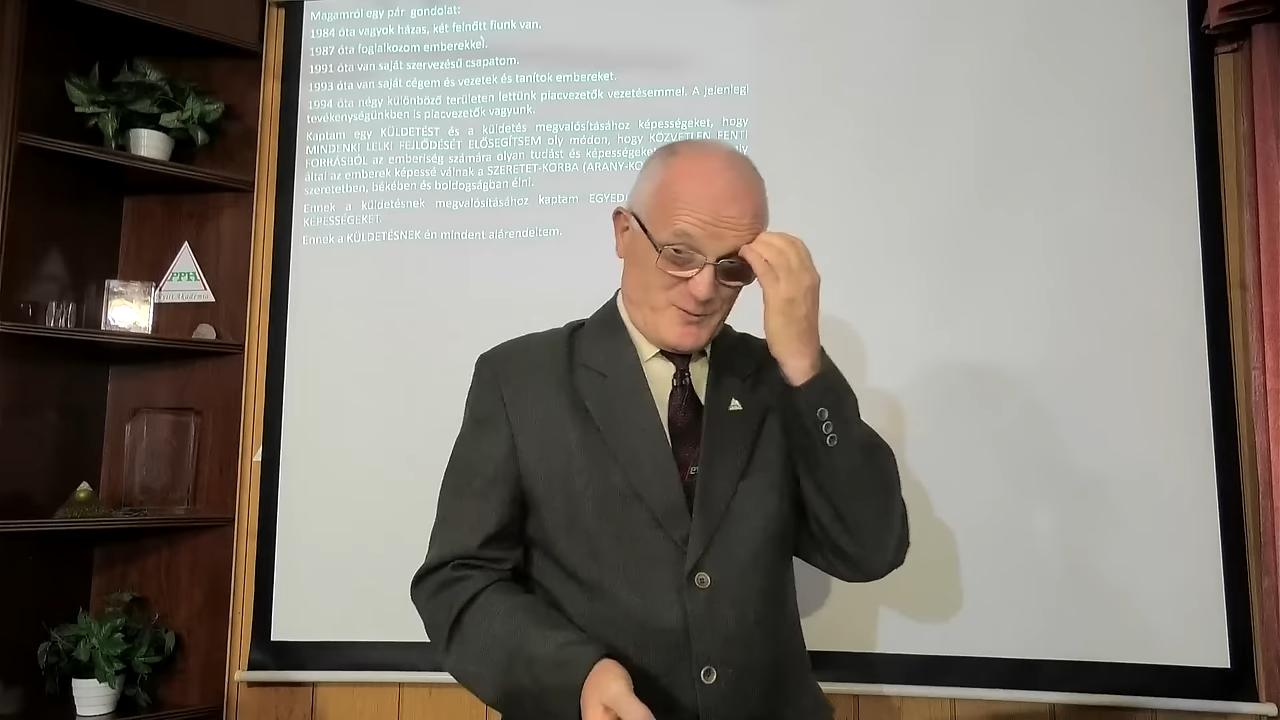 Magamról egy pár gondolat:
1984 óta vagyok házas, két felnőtt fiunk van.
1987 óta foglalkozom emberekkel.
1991 óta van saját szervezésű csapatom.
1993 óta van saját cégem és vezetek és tanítok embereket.
1994 óta négy különböző területen lettünk piacvezetők vezetésemmel. A jelenlegi
tevékenységünkben is piacvezetők vagyunk.
Kaptam egy KÜLDETÉST és a küldetés megvalósításához képességeket, hogy
MINDENKI LELKI FEJLŐDÉSÉT ELŐSEGÍTSEM oly módon, hogy KÖZVETLEN FENTI
FORRÁSBÓL az emberiség számára olyan tudást és képességeket
által az emberek képessé válnak a SZERETET-KORBA (ARANY-KO
szeretetben, békében és boldogságban élni.
Ennek a küldetésnek megvalósításához kaptam EGYEDI
KÉPESSÉGEKET.
Ennek a KÜLDETÉSNEK én mindent alárendeltem.
PPH
Nyílt Akadémia